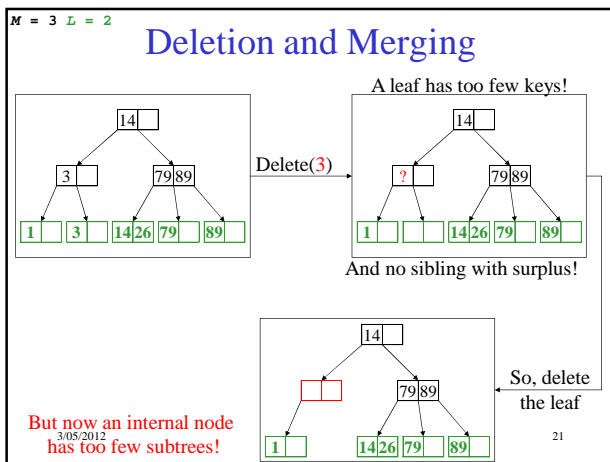 M = 3 L = 2
Deletion and Merging
A leaf has too few keys!
14
3
79 89
1 3 14 26 79 89
Delete(3)
14
?
79 89
1 14 26 79 89
And no sibling with surplus!
14
79 89
1 14 26 79 89
So, delete
the leaf
But now an internal node
has too few subtrees!
3/05/2012
21